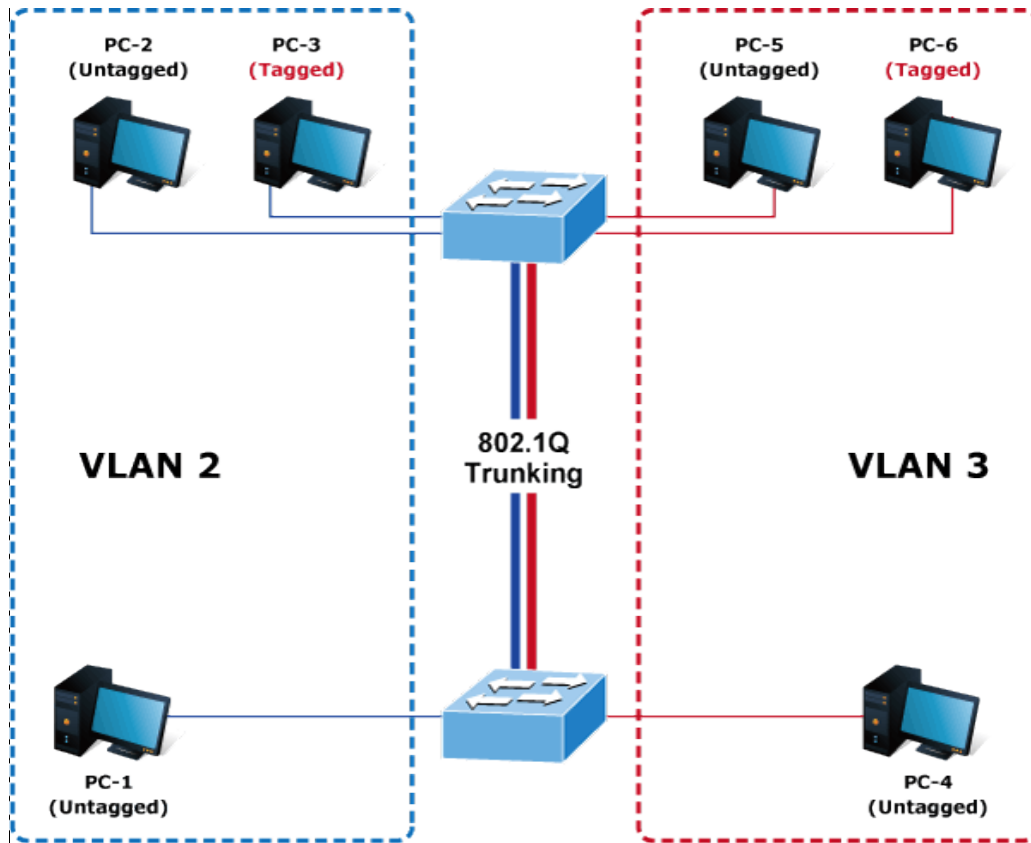 PC-2
(Untagged)
PC-3
(Tagged)
PC-5
(Untagged)
PC-6
(Tagged)
802.1Q
Trunking
VLAN 2
VLAN 3
PC-1
(Untagged)
PC-4
(Untagged)